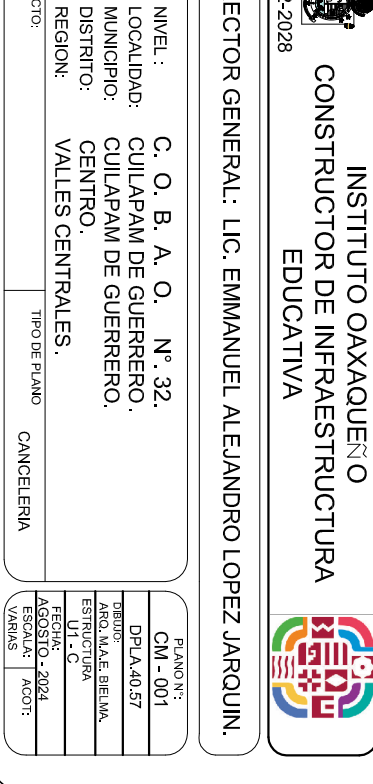 2-2028
INSTITUTO OAXAQUEÑO
CONSTRUCTOR DE INFRAESTRUCTURA
EDUCATIVA
ECTOR GENERAL: LIC. EMMANUEL ALEJANDRO LOPEZ JARQUIN.
NIVEL : C. O. B. A. O. N°. 32.
LOCALIDAD: CUILAPAM DE GUERRERO .
MUNICIPIO: CUILAPAM DE GUERRERO.
DISTRITO: CENTRO.
REGION: VALLES CENTRALES .
CTO:
TIPO DE PLANO
CANCELERIA
PLANO N°:
CM - 001
DPLA.40.57
DIBUJO:
ARQ. M.A.E. BIELMA.
ESTRUCTURA
U1 - C
FECHA:
AGOSTO - 2024
ESCALA: ACOT:
VARIAS